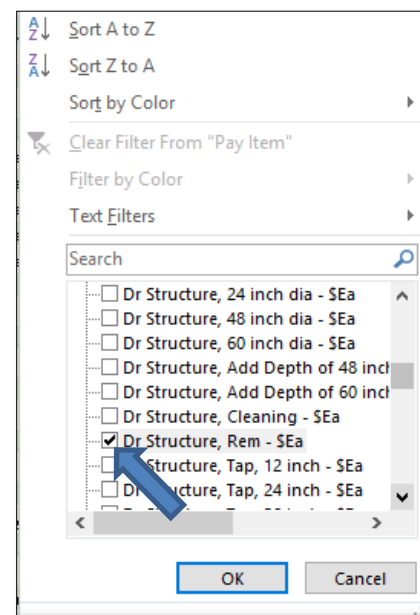 Sort A to Z
Sort Z to A
Sort by Color
Clear Filter From "Pay Item"
Filter by Color
Text Filters
Search
Dr Structure, 24 inch dia - $Ea
Dr Structure, 48 inch dia - $Ea
Dr Structure, 60 inch dia - $Ea
Dr Structure, Add Depth of 48 inch
Dr Structure, Add Depth of 60 inch
Dr Structure, Cleaning - $Ea
Dr Structure, Rem - $Ea
Structure, Tap, 12 inch - $Ea
Dr Structure, Tap, 24 inch - $Ea
OK Cancel